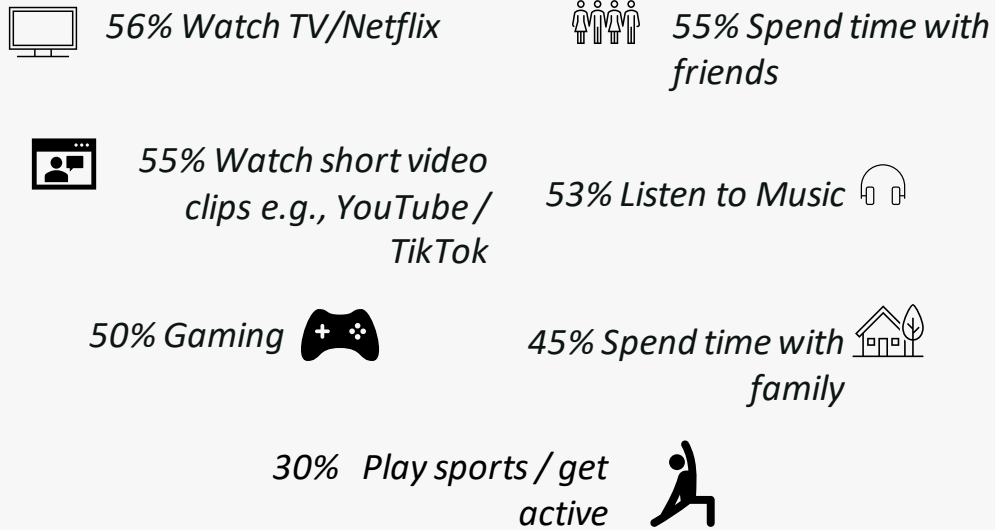 56% Watch TV/Netflix
55% Spend time with
friends
55% Watch short video
clips e.g., YouTube /
TikTok
53% Listen to Music
50% Gaming
45% Spend time with
family
30% Play sports / get
active